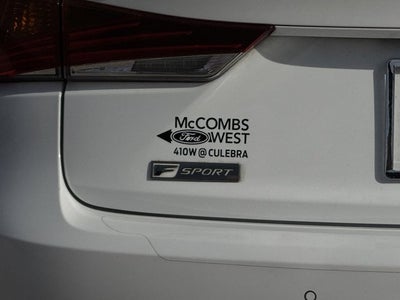 McCOMBS
Ford WEST
410W @ CULEBRA
F SPORT